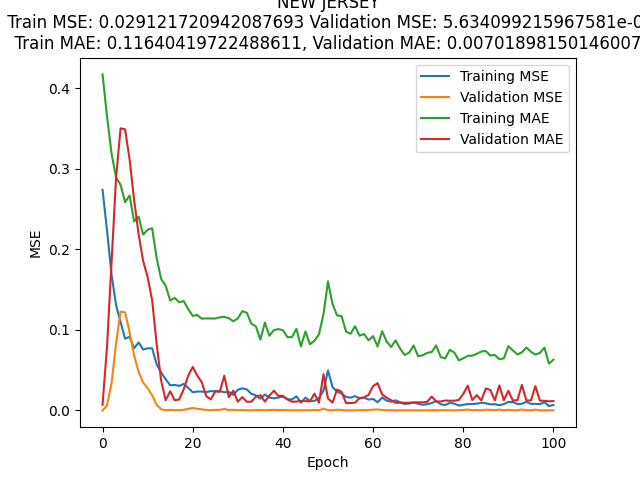 NEW JERSEY
Train MSE: 0.029121720942087693 Validation MSE: 5.634099215967581e-0
Train MAE: 0.11640419722488611, Validation MAE: 0.00701898150146007
Training MSE
Validation MSE
Training MAE
Validation MAE
0.4
0.3
0.2
0.1
0.0
MSE
0 20 40 60 80 100
Epoch